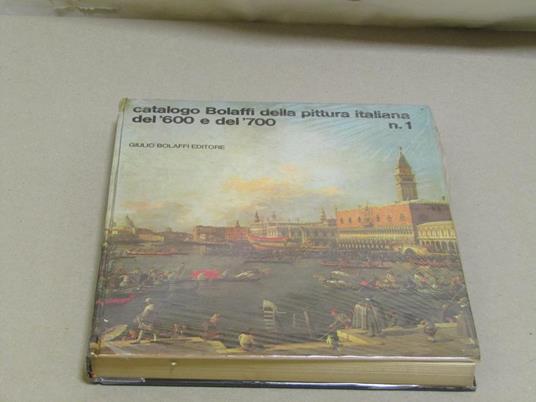 catalogo Bolaffi della pittura italiana
del '600 e del '700 n. 1
GIULIO BOLAFFI EDITORE